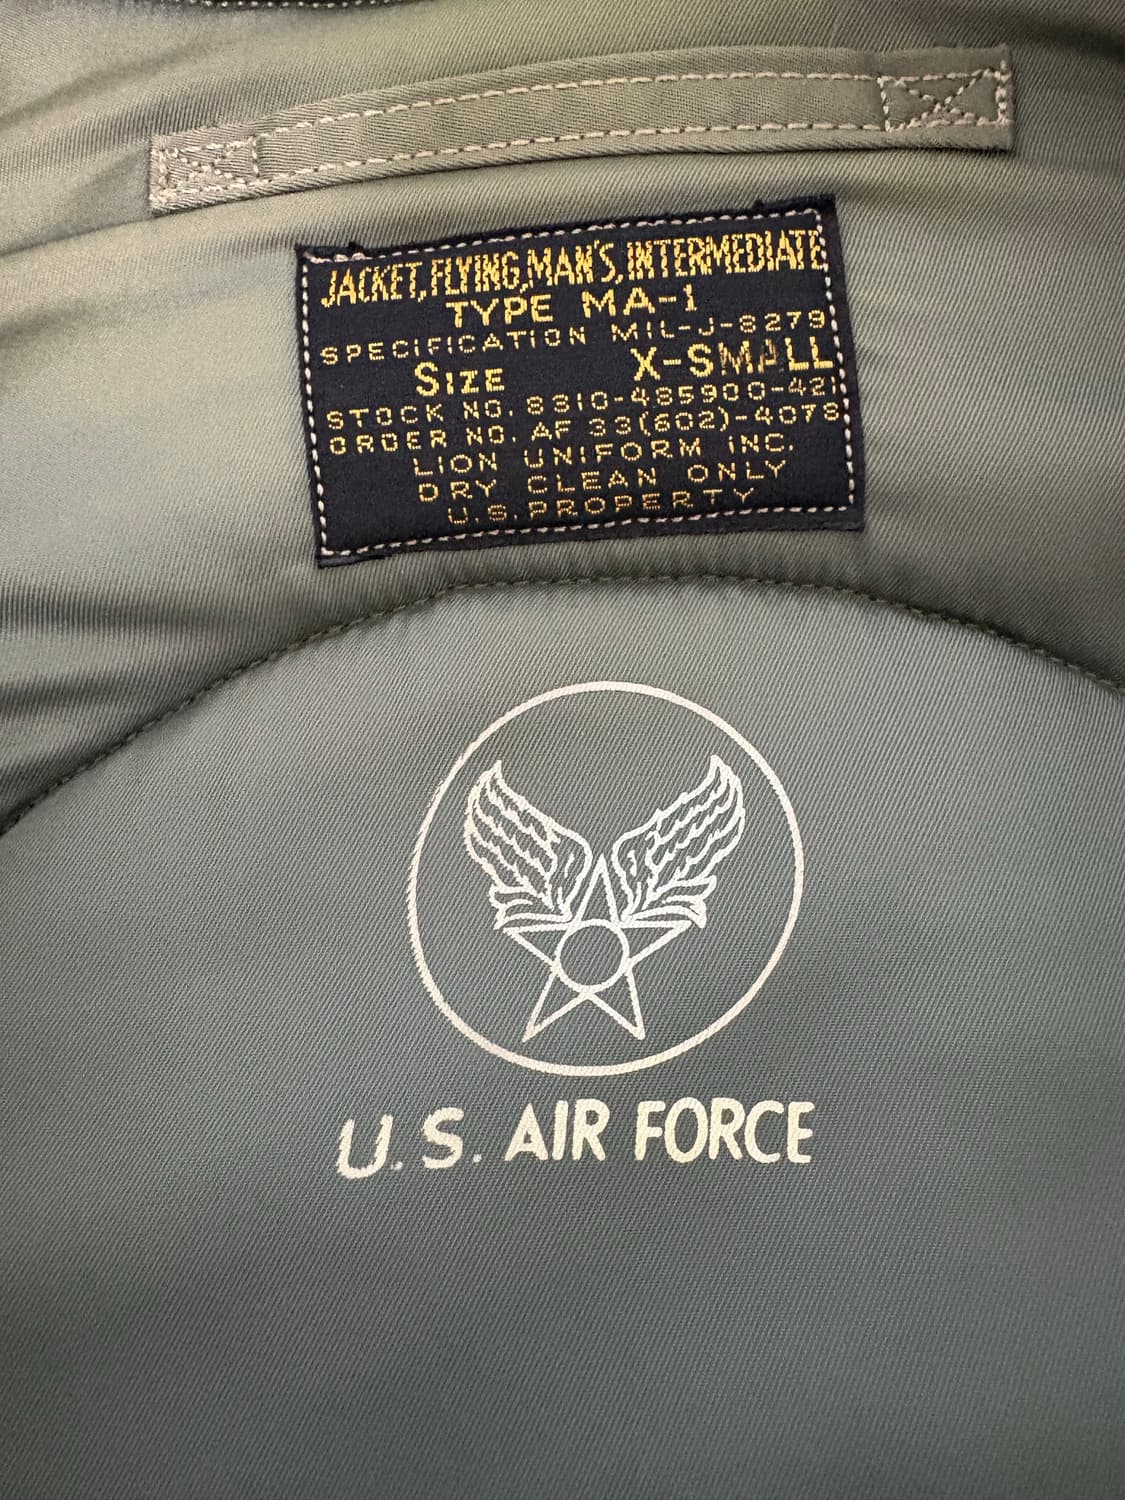 JACKET, FLYING, MAN'S, INTERMEDIATE
TYPE MA-1
SPECIFICATION MIL-J-8279
SIZE X-SMALL
STOCK NO. 8310-485900-421
ORDER NO. AF 33(602)-4078
LION UNIFORM INC.
DRY CLEAN ONLY
U.S. PROPERTY
U.S. AIR FORCE